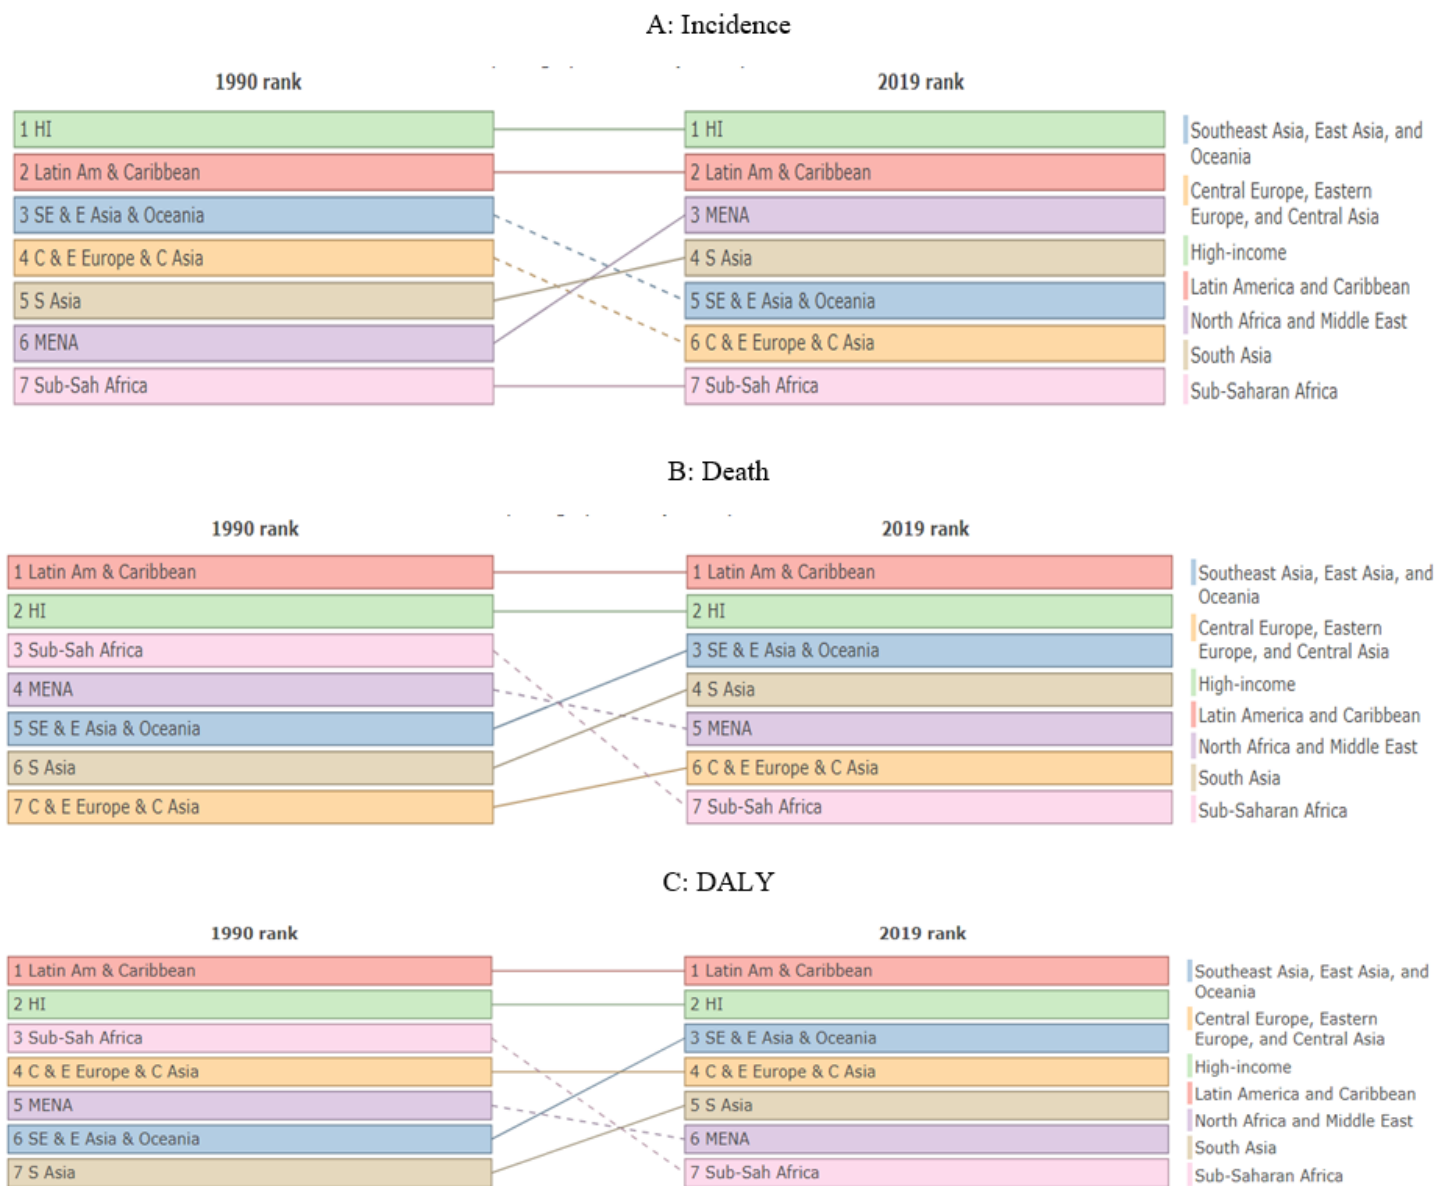 A: Incidence
1990 rank
2019 rank
1 HI
2 Latin Am & Caribbean
3 SE & E Asia & Oceania
4 C & E Europe & C Asia
5 S Asia
6 MENA
7 Sub-Sah Africa
1 HI
2 Latin Am & Caribbean
3 MENA
4 S Asia
5 SE & E Asia & Oceania
6 C & E Europe & C Asia
7 Sub-Sah Africa
Southeast Asia, East Asia, and
Oceania
Central Europe, Eastern
Europe, and Central Asia
High-income
Latin America and Caribbean
North Africa and Middle East
South Asia
Sub-Saharan Africa
B: Death
1990 rank
2019 rank
1 Latin Am & Caribbean
2 HI
3 Sub-Sah Africa
4 MENA
5 SE & E Asia & Oceania
6 S Asia
7 C & E Europe & C Asia
1 Latin Am & Caribbean
2 HI
3 SE & E Asia & Oceania
4 S Asia
5 MENA
6 C & E Europe & C Asia
7 Sub-Sah Africa
Southeast Asia, East Asia, and
Oceania
Central Europe, Eastern
Europe, and Central Asia
High-income
Latin America and Caribbean
North Africa and Middle East
South Asia
Sub-Saharan Africa
C: DALY
1990 rank
2019 rank
1 Latin Am & Caribbean
2 HI
3 Sub-Sah Africa
4 C & E Europe & C Asia
5 MENA
6 SE & E Asia & Oceania
7 S Asia
1 Latin Am & Caribbean
2 HI
3 SE & E Asia & Oceania
4 C & E Europe & C Asia
5 S Asia
6 MENA
7 Sub-Sah Africa
Southeast Asia, East Asia, and
Oceania
Central Europe, Eastern
Europe, and Central Asia
High-income
Latin America and Caribbean
North Africa and Middle East
South Asia
Sub-Saharan Africa